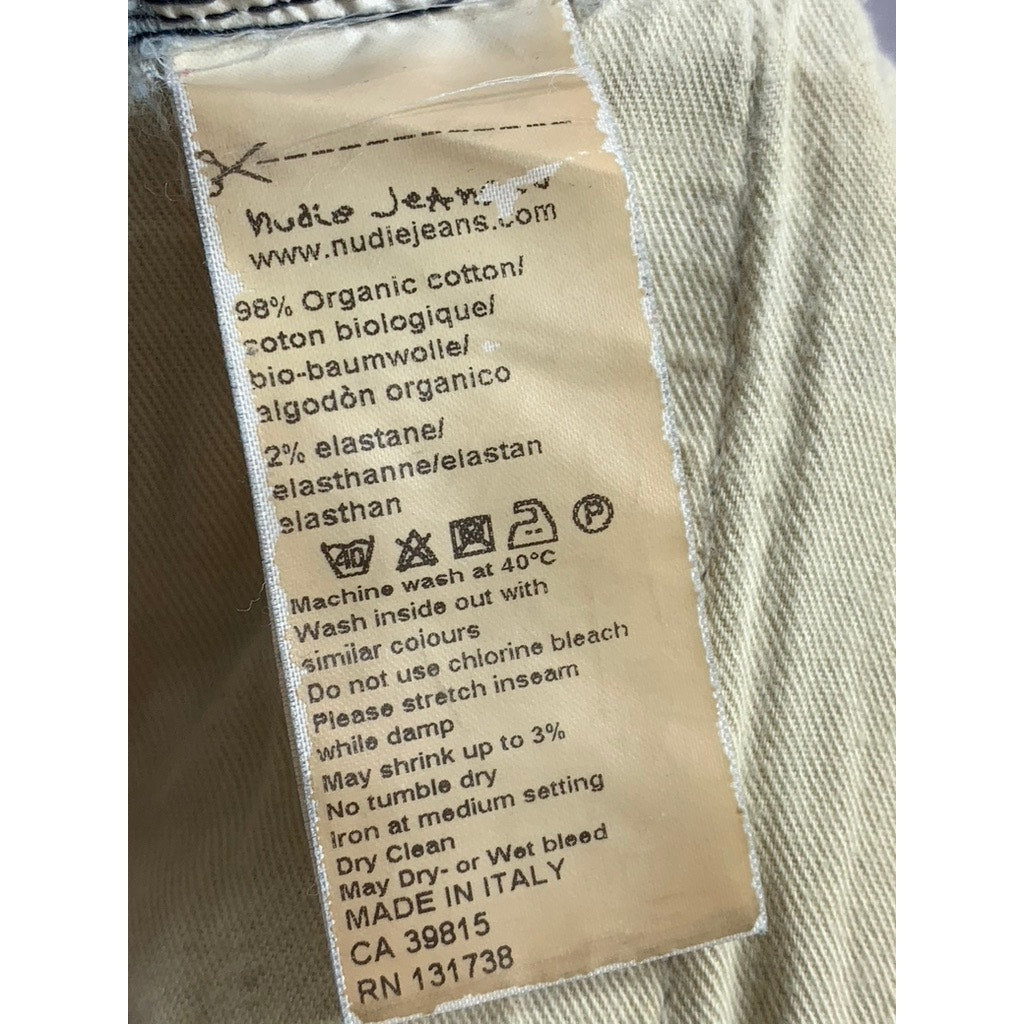 nudie Jeans co
www.nudiejeans.com
98% Organic cotton/
coton biologique/
bio-baumwolle/
algodòn organico
2% elastane/
elasthanne/elastan
elasthan
40 P
Machine wash at 40°C
Wash inside out with
similar colours
Do not use chlorine bleach
Please stretch inseam
while damp
May shrink up to 3%
No tumble dry
Iron at medium setting
Dry Clean
May Dry- or Wet bleed
MADE IN ITALY
CA 39815
RN 131738